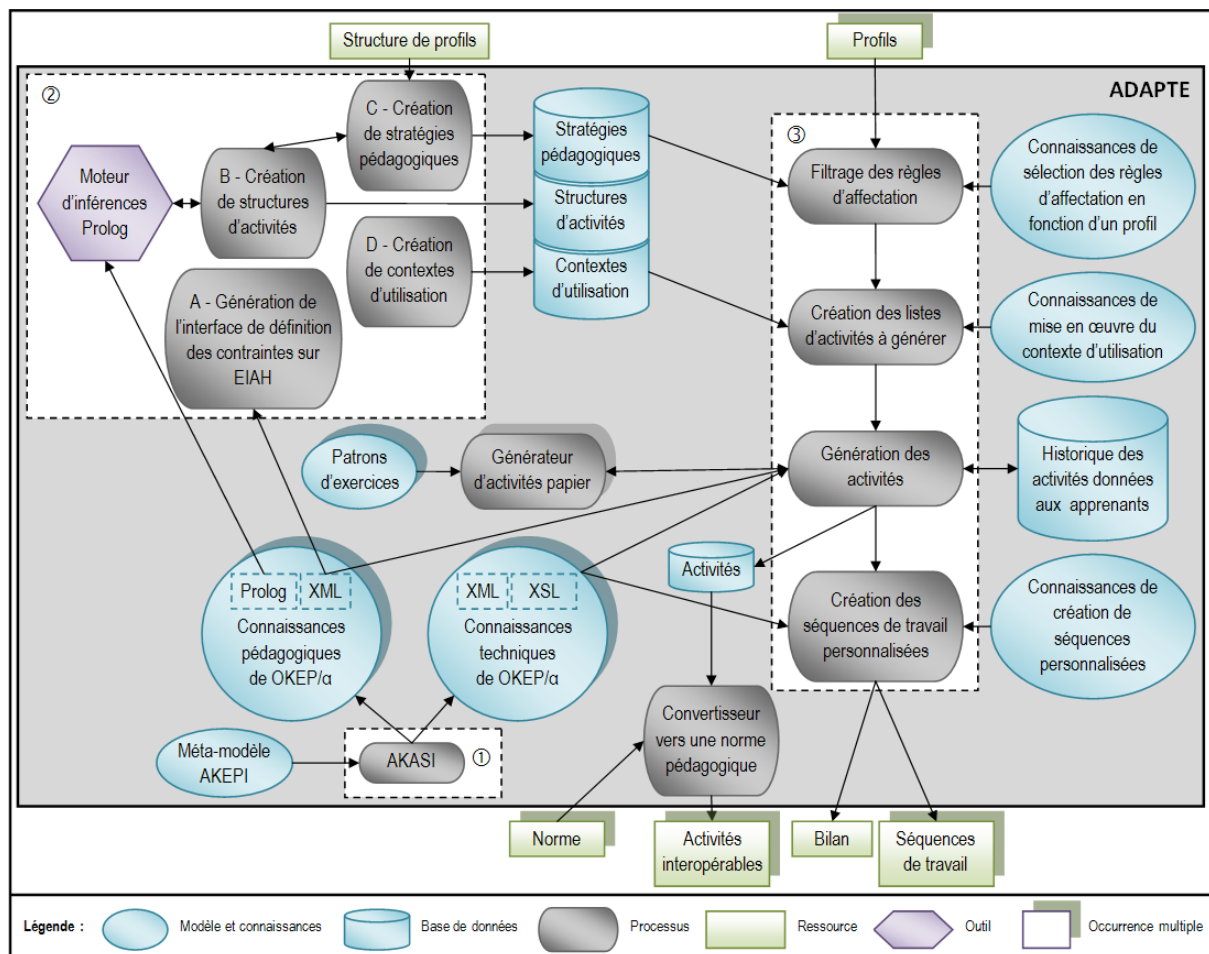 Structure de profils
Profils
ADAPTE
②
C - Création
de stratégies
pédagogiques
Moteur
d'inférences
Prolog
B - Création
de structures
d'activités
D - Création
de contextes
d'utilisation
A - Génération de
l'interface de définition
des contraintes sur
EIAH
Stratégies
pédagogiques
Structures
d'activités
Contextes
d'utilisation
③
Filtrage des règles
d'affectation
Connaissances de
sélection des règles
d'affectation en
fonction d'un profil
Création des listes
d'activités à générer
Connaissances de
mise en œuvre du
contexte d'utilisation
Patrons
d'exercices
Générateur
d'activités papier
Génération des
activités
Historique des
activités données
aux apprenants
Prolog
XML
Connaissances
pédagogiques
de OKEP/α
XML
XSL
Connaissances
techniques
de OKEP/α
Activités
Création des
séquences de travail
personnalisées
Connaissances de
création de
séquences
personnalisées
Méta-modèle
AKEPI
AKASI
①
Convertisseur
vers une norme
pédagogique
Norme
Activités
interopérables
Bilan
Séquences
de travail
Légende :
Modèle et connaissances
Base de données
Processus
Ressource
Outil
Occurrence multiple